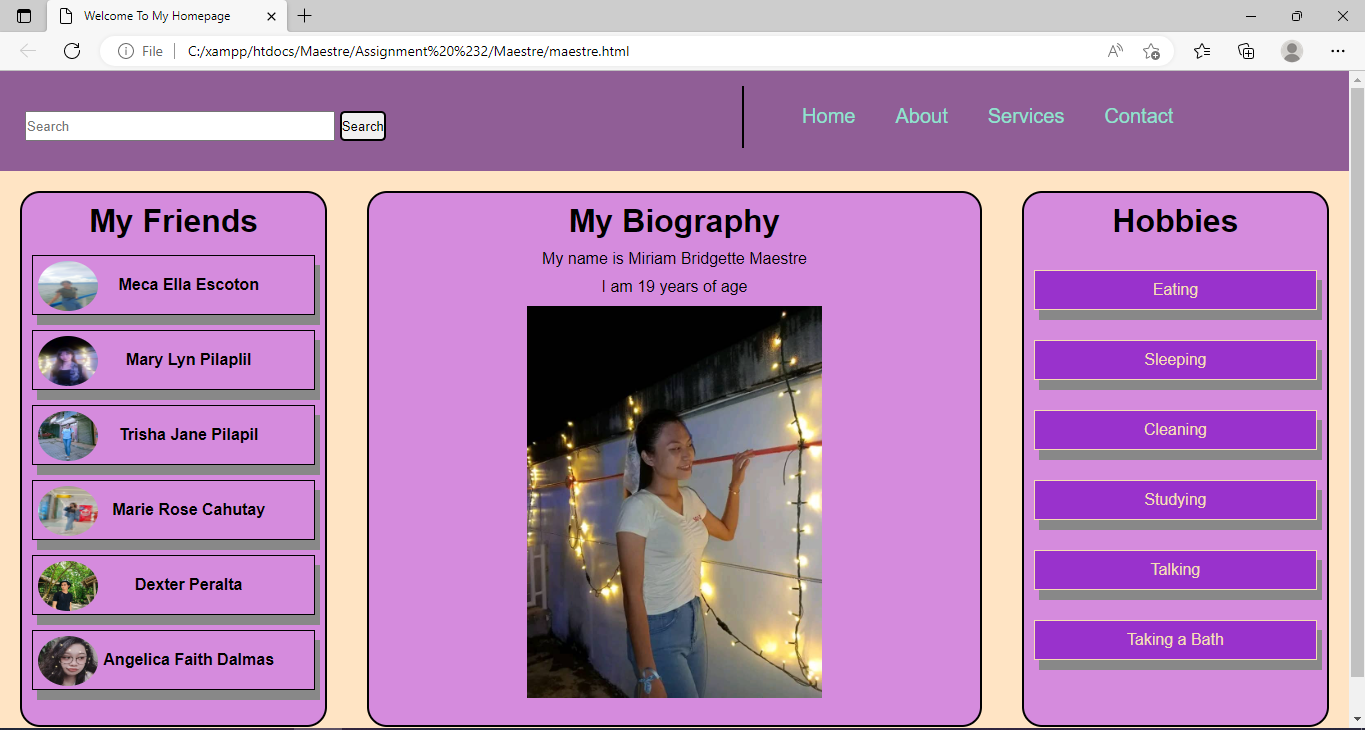 Welcome To My Homepage
File
C:/xampp/htdocs/Maestre/Assignment%20%232/Maestre/maestre.html
Search
Search
Home
About
Services
Contact
My Friends
Meca Ella Escoton
Mary Lyn Pilaplil
Trisha Jane Pilapil
Marie Rose Cahutay
Dexter Peralta
Angelica Faith Dalmas
My Biography
My name is Miriam Bridgette Maestre
I am 19 years of age
Hobbies
Eating
Sleeping
Cleaning
Studying
Talking
Taking a Bath